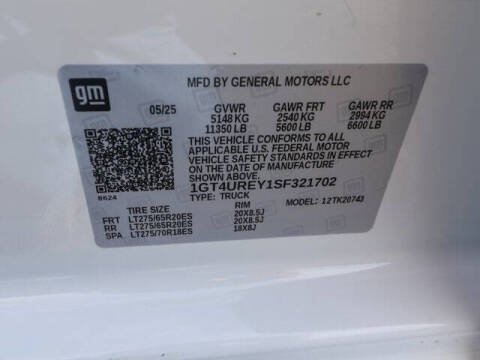 gm
MFD BY GENERAL MOTORS LLC
05/25 GVWR GAWR FRT GAWR RR
5148 KG 2540 KG 2994 KG
11350 LB 5600 LB 6600 LB
THIS VEHICLE CONFORMS TO ALL
APPLICABLE U.S. FEDERAL MOTOR
VEHICLE SAFETY STANDARDS IN EFFECT
ON THE DATE OF MANUFACTURE
SHOWN ABOVE.
1GT4UREY1SF321702
8624 TYPE: TRUCK
TIRE SIZE RIM MODEL: 12TK20743
FRT LT275/65R20ES 20X8.5J
RR LT275/65R20ES 20X8.5J
SPA LT275/70R18ES 18X8J